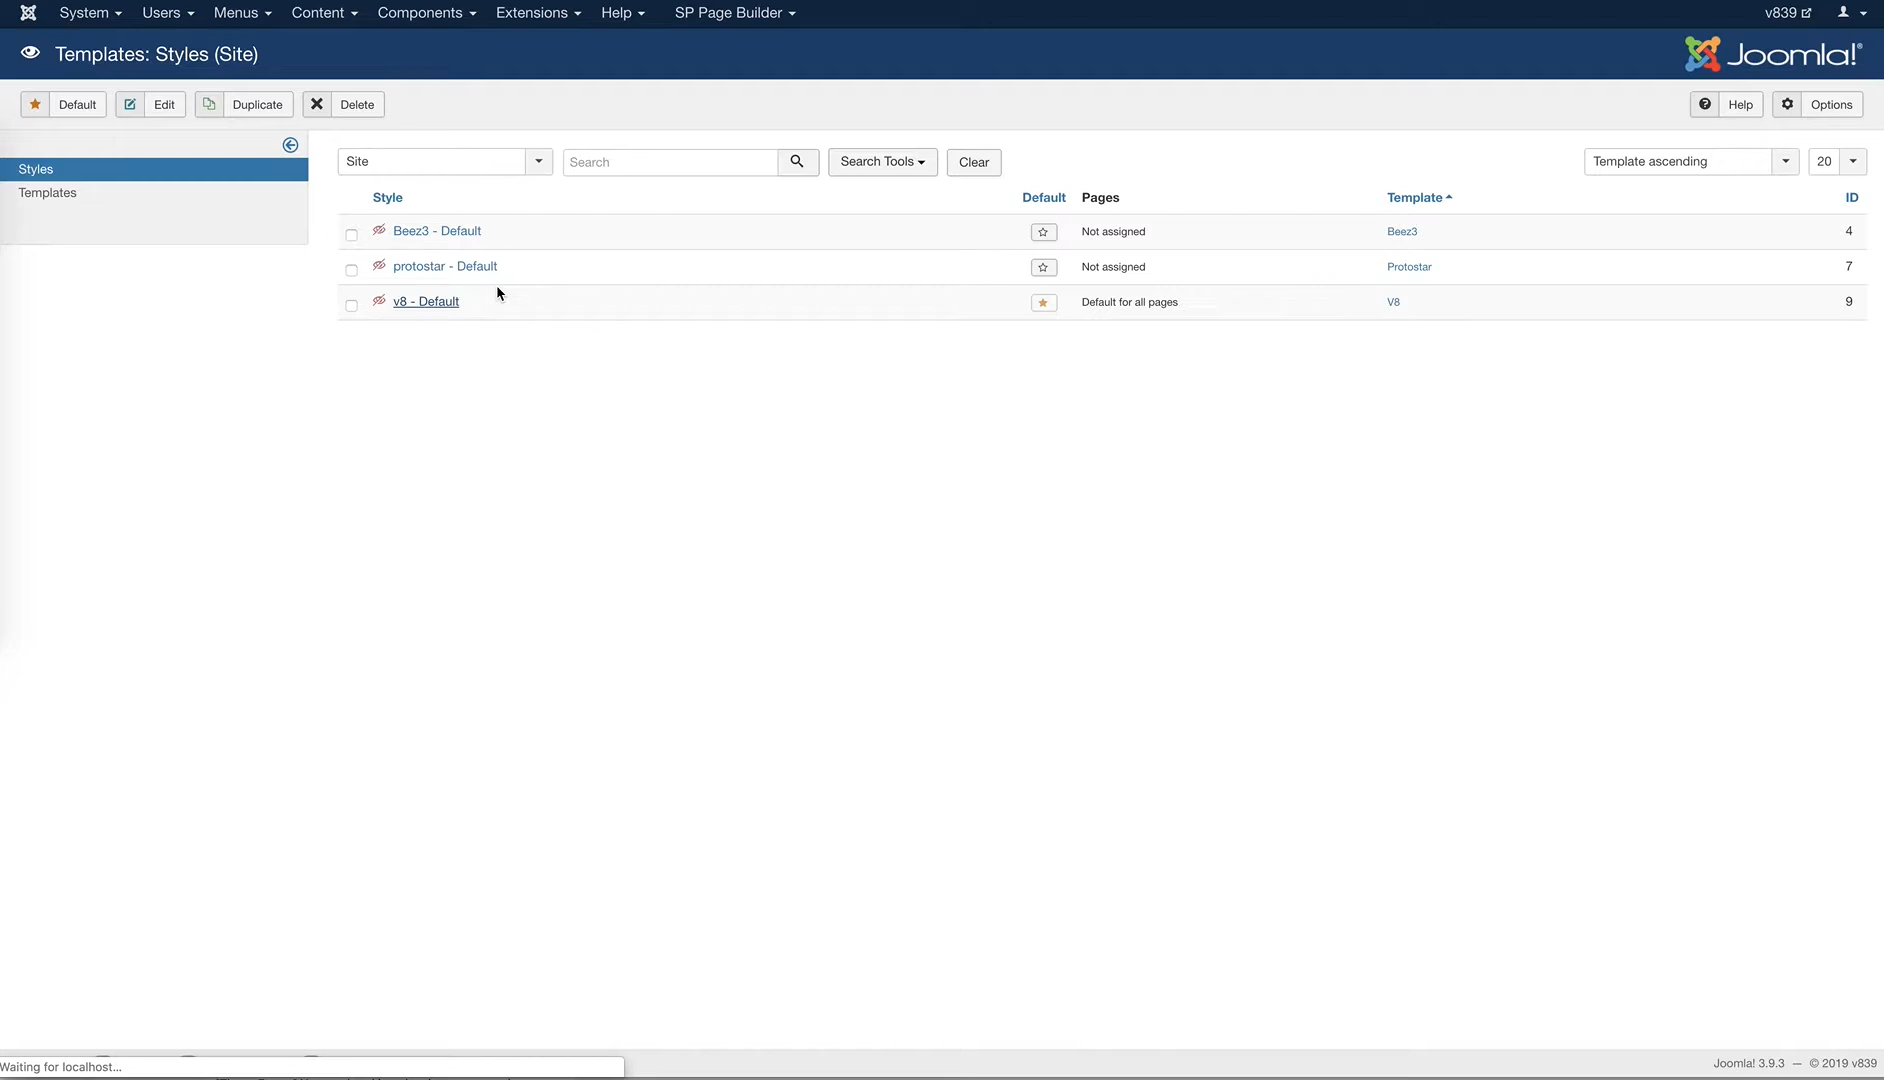 System Users Menus Content Components Extensions Help SP Page Builder v839
Templates: Styles (Site) Joomla!®
Default Edit Duplicate Delete Help Options
Styles
Templates
Site Search Search Tools Clear Template ascending 20
Style Default Pages Template ID
Beez3 - Default Not assigned Beez3 4
protostar - Default Not assigned Protostar 7
v8 - Default Default for all pages V8 9
Waiting for localhost...
Joomla! 3.9.3 — © 2019 v839